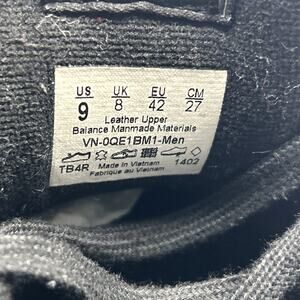 US UK EU CM
9 8 42 27
Leather Upper
Balance Manmade Materials
VN-0QE1BM1-Men
TB4R Made in Vietnam 1402
Fabrique au Vietnam